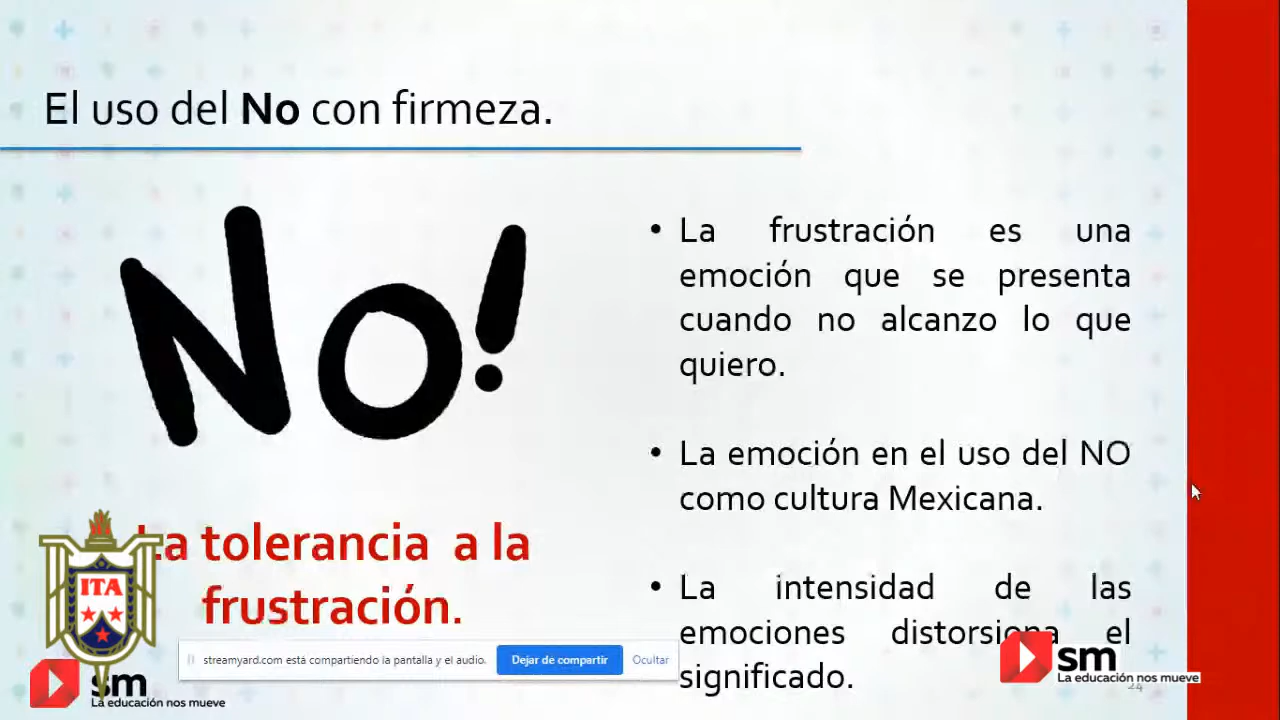 El uso del No con firmeza.
No!
La tolerancia a la
frustración.
La frustración es una
emoción que se presenta
cuando no alcanzo lo que
quiero.
La emoción en el uso del NO
como cultura Mexicana.
La intensidad de las
emociones distorsiona el
significado.
ITA
streamyard.com está compartiendo la pantalla y el audio.
Dejar de compartir
Ocultar
sm
La educación nos mueve
sm
La educación nos mueve
24